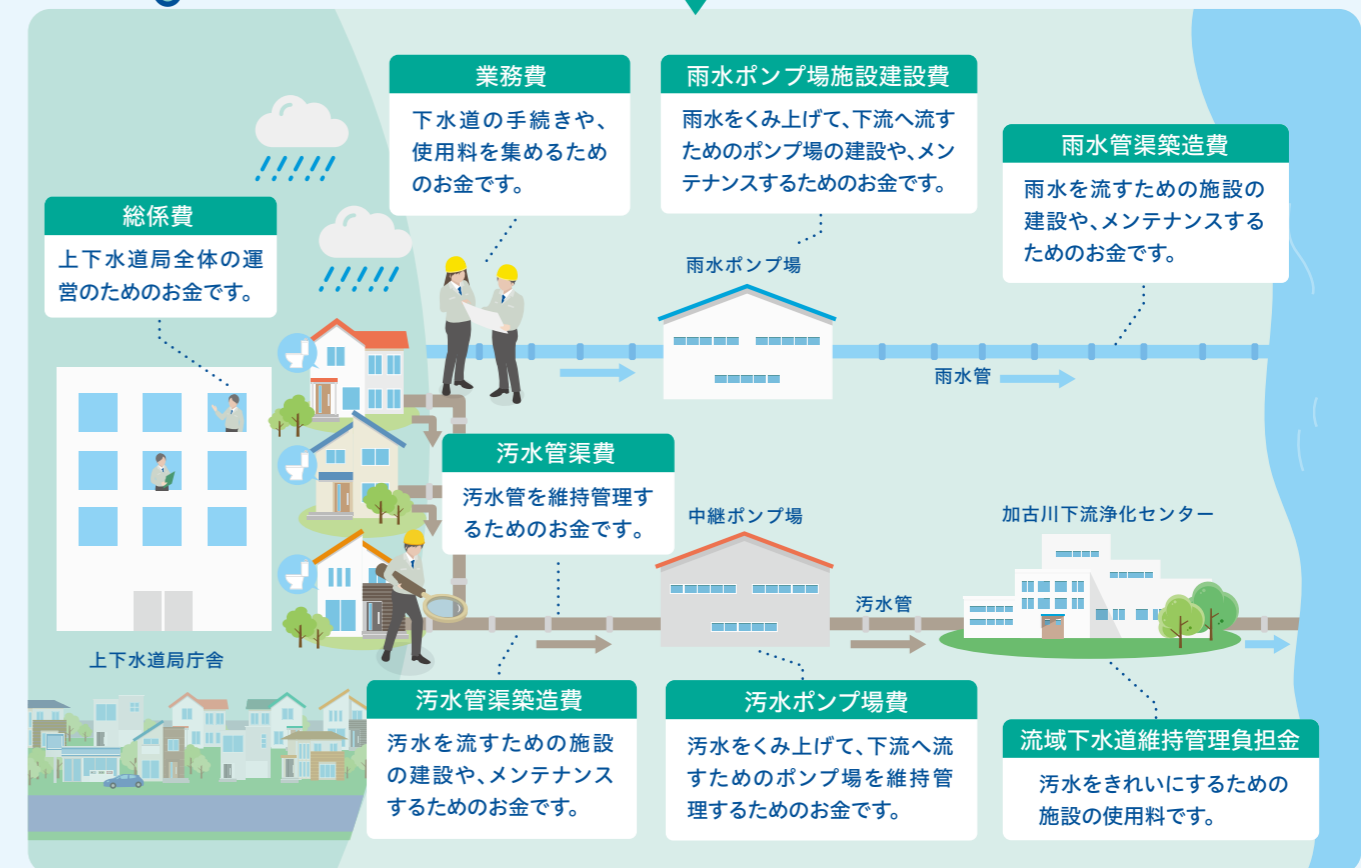 業務費
下水道の手続きや、
使用料を集めるため
のお金です。
雨水ポンプ場施設建設費
雨水をくみ上げて、下流へ流す
ためのポンプ場の建設や、メン
テナンスするためのお金です。
雨水管渠築造費
雨水を流すための施設の
建設や、メンテナンスする
ためのお金です。
総係費
上下水道局全体の運
営のためのお金です。
雨水ポンプ場
雨水管
汚水管渠費
汚水管を維持管理す
るためのお金です。
中継ポンプ場
加古川下流浄化センター
汚水管
上下水道局庁舎
汚水管渠築造費
汚水を流すための施設
の建設や、メンテナンス
するためのお金です。
汚水ポンプ場費
汚水をくみ上げて、下流へ流
すためのポンプ場を維持管
理するためのお金です。
流域下水道維持管理負担金
汚水をきれいにするための
施設の使用料です。